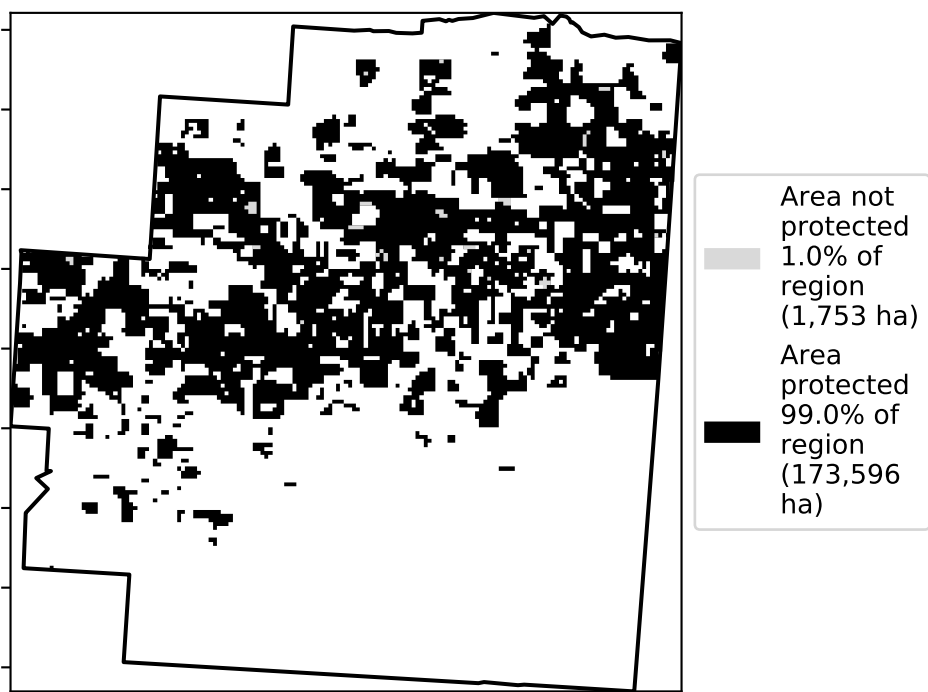 Area not
protected
1.0% of
region
(1,753 ha)
Area
protected
99.0% of
region
(173,596
ha)